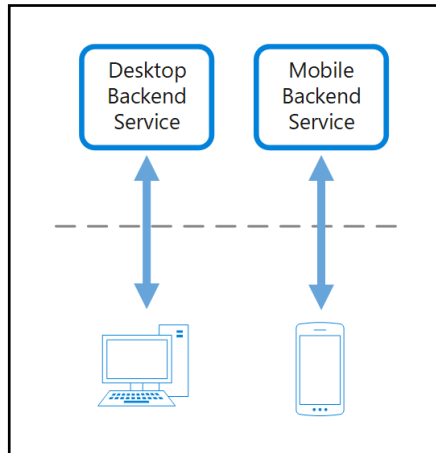 Desktop
Backend
Service
Mobile
Backend
Service